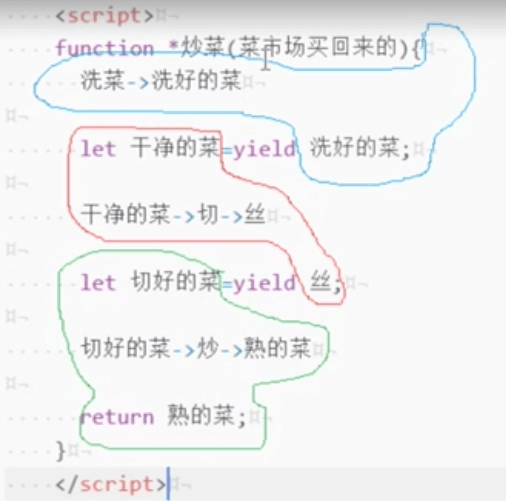 <script>
function *炒菜(菜市场买回来的){
洗菜->洗好的菜
let 干净的菜=yield 洗好的菜;
干净的菜->切->丝
let 切好的菜=yield 丝;
切好的菜->炒->熟的菜
return 熟的菜;
}
</script>